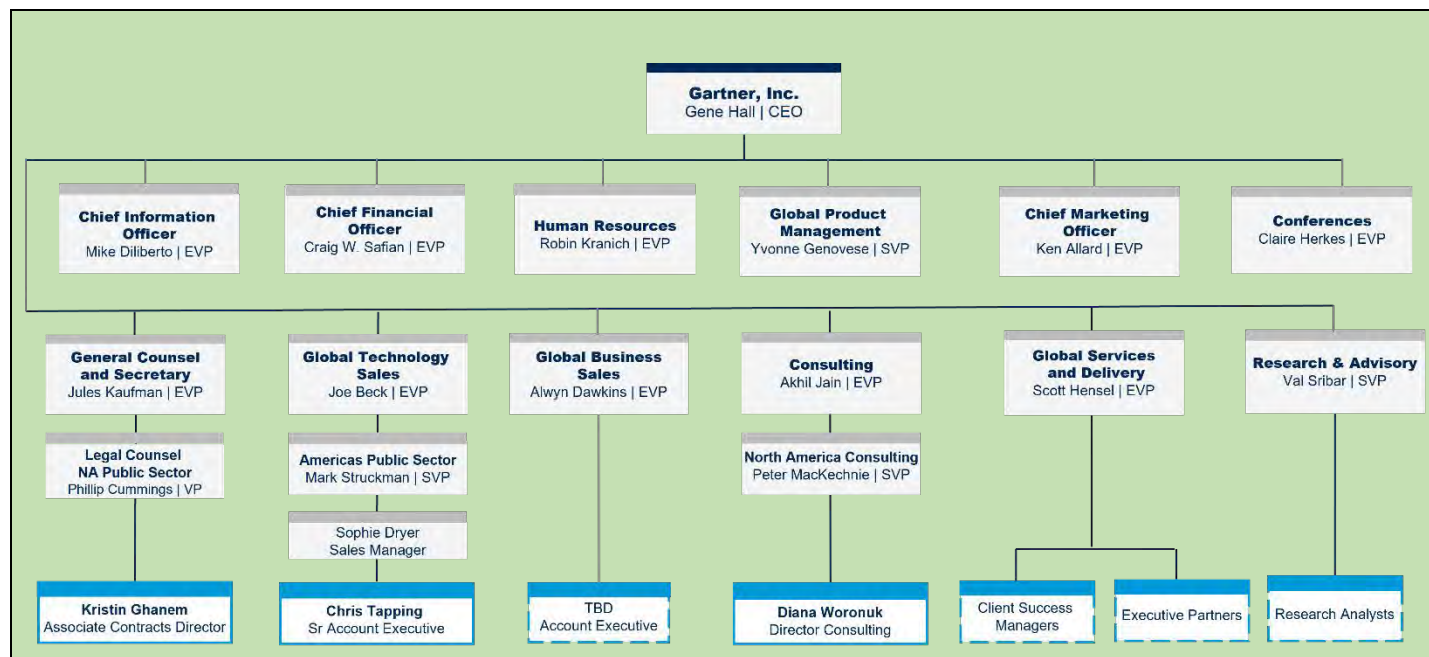 Gartner, Inc.
Gene Hall | CEO
Chief Information
Officer
Mike Diliberto | EVP
Chief Financial
Officer
Craig W. Safian | EVP
Human Resources
Robin Kranich | EVP
Global Product
Management
Yvonne Genovese | SVP
Chief Marketing
Officer
Ken Allard | EVP
Conferences
Claire Herkes | EVP
General Counsel
and Secretary
Jules Kaufman | EVP
Global Technology
Sales
Joe Beck | EVP
Global Business
Sales
Alwyn Dawkins | EVP
Consulting
Akhil Jain | EVP
Global Services
and Delivery
Scott Hensel | EVP
Research & Advisory
Val Sribar | SVP
Legal Counsel
NA Public Sector
Phillip Cummings | VP
Americas Public Sector
Mark Struckman | SVP
North America Consulting
Peter MacKechnie | SVP
Sophie Dryer
Sales Manager
Kristin Ghanem
Associate Contracts Director
Chris Tapping
Sr Account Executive
TBD
Account Executive
Diana Woronuk
Director Consulting
Client Success
Managers
Executive Partners
Research Analysts